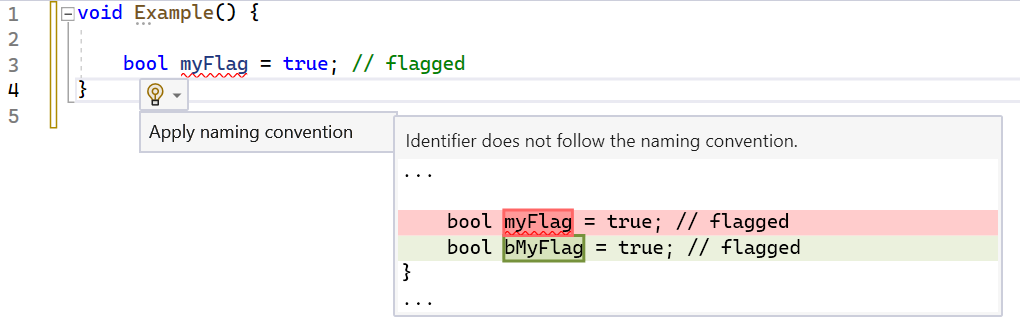 1 void Example() {
2
3 bool myFlag = true; // flagged
4 }
5
Apply naming convention
Identifier does not follow the naming convention.
...
bool myFlag = true; // flagged
bool bMyFlag = true; // flagged
}
...